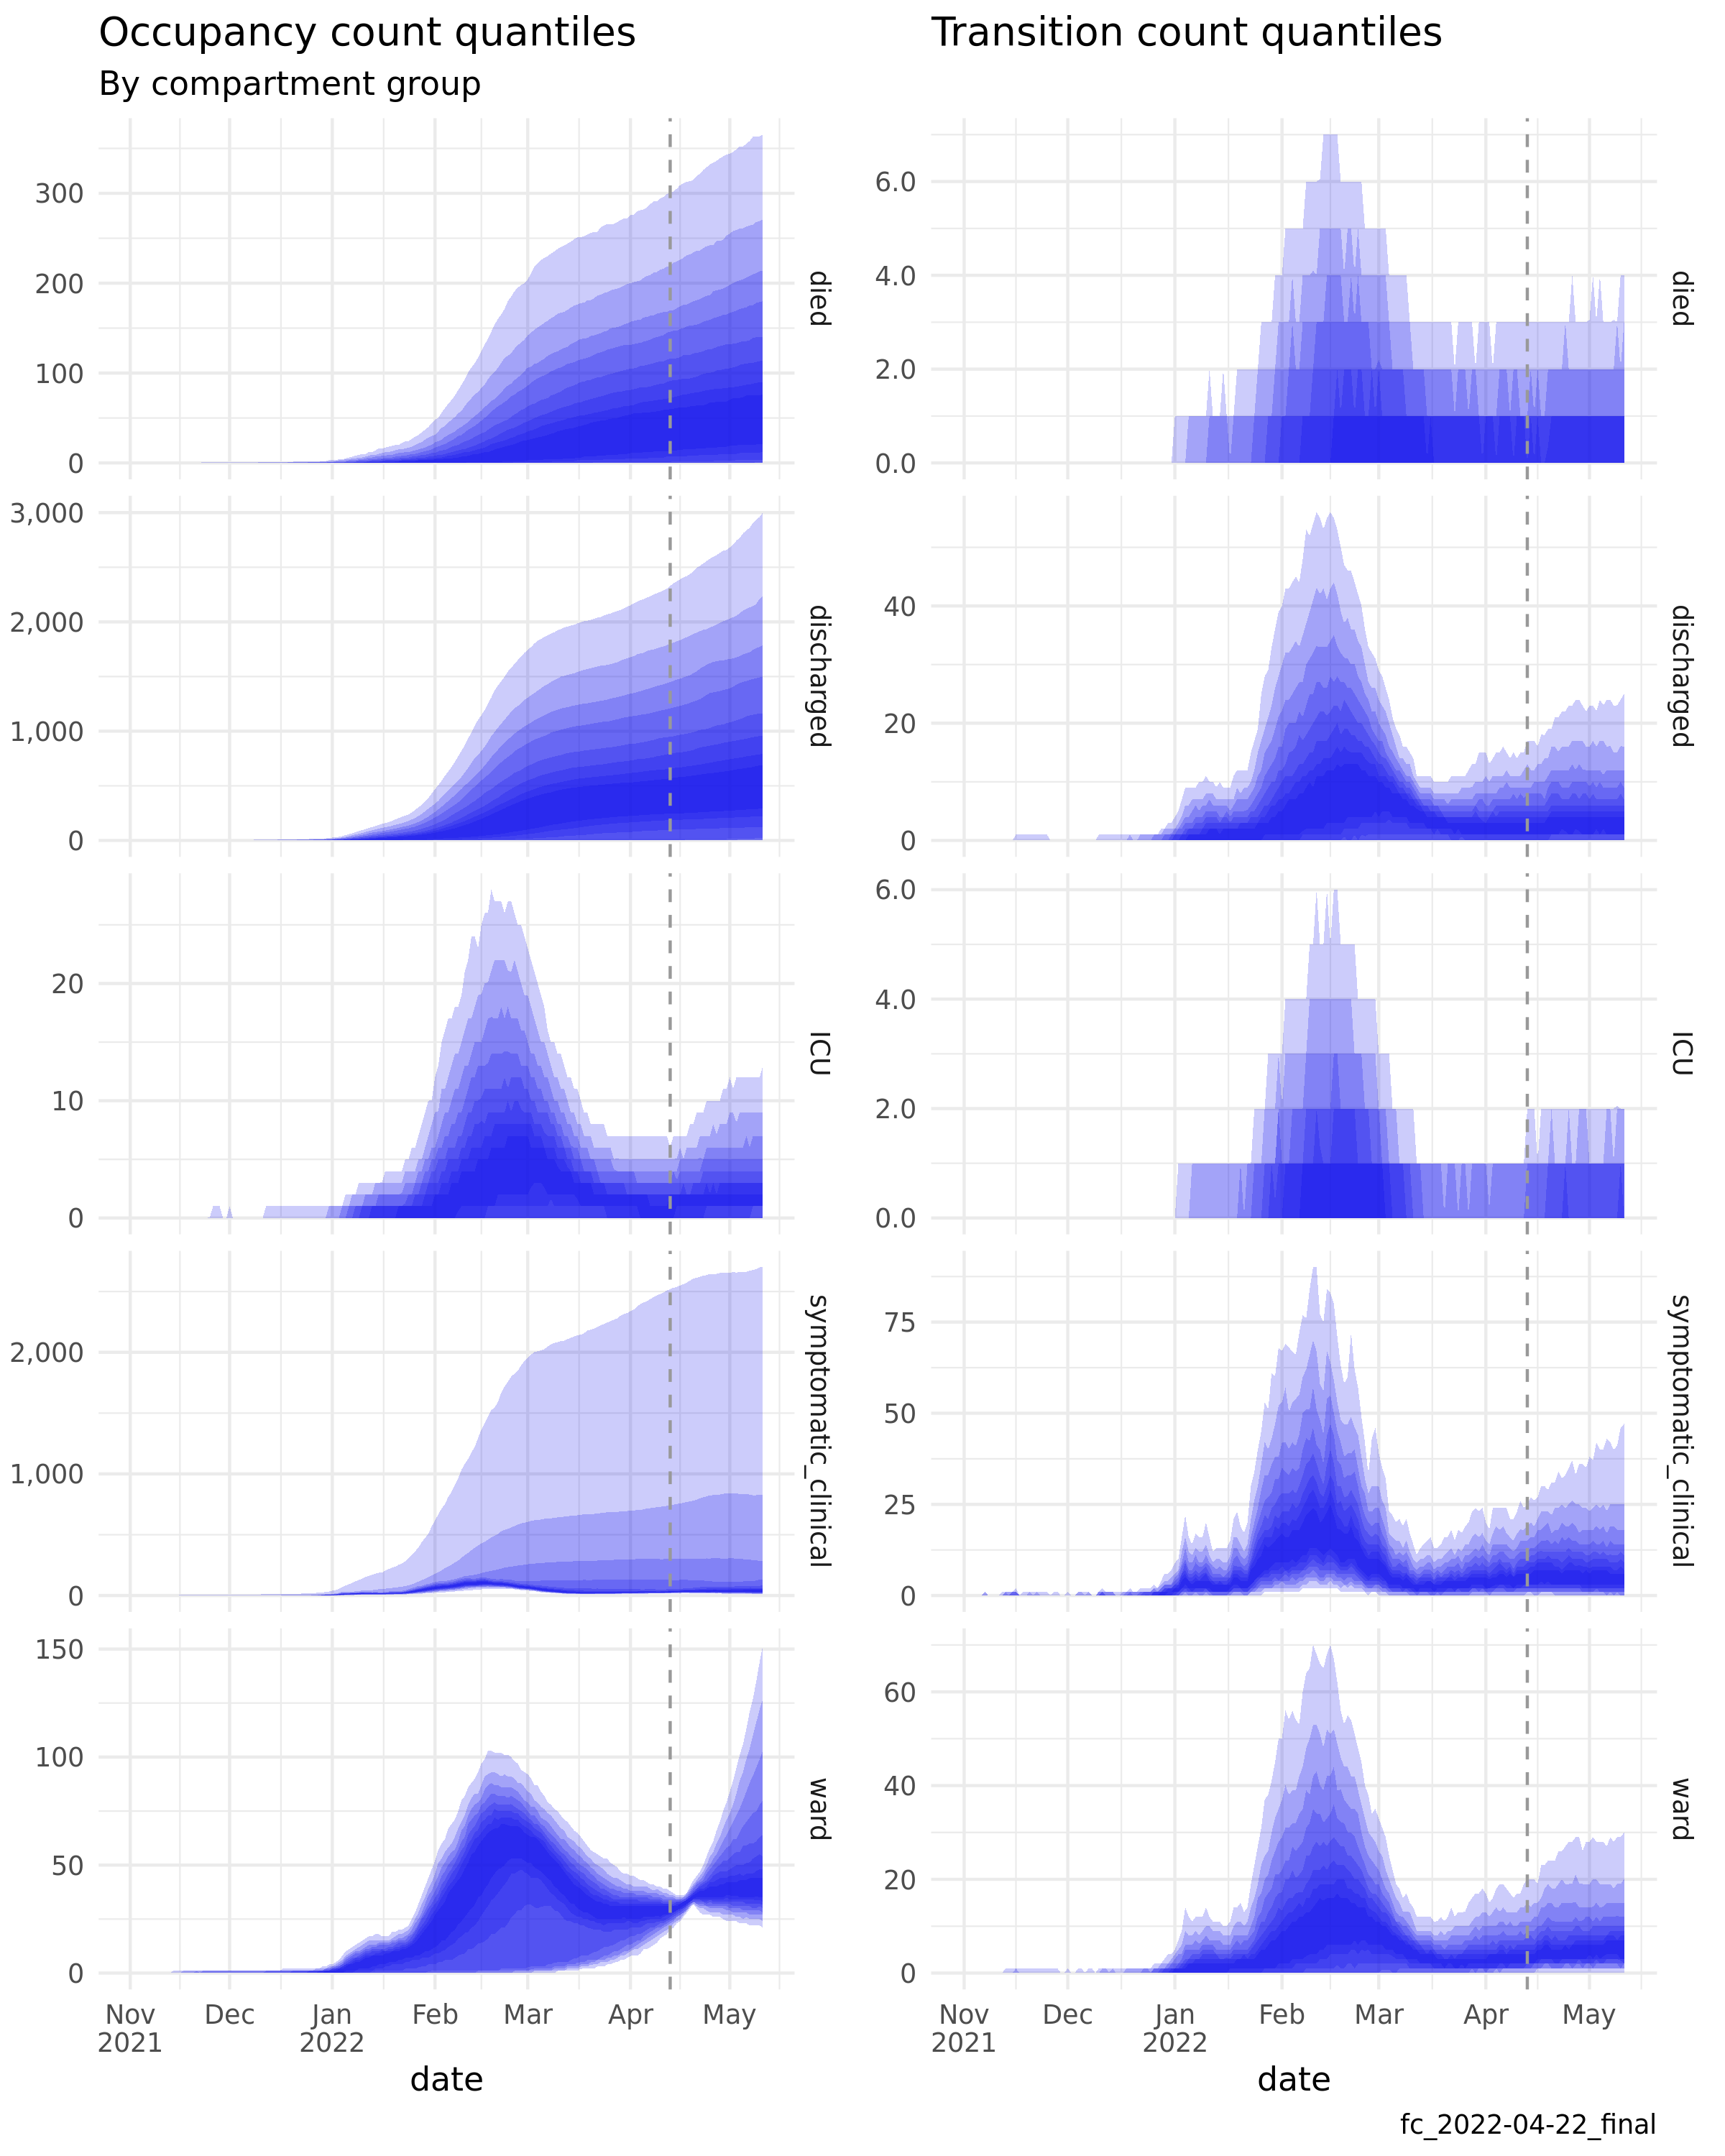 Occupancy count quantiles
By compartment group
Transition count quantiles
300
200
100
0
died
6.0
4.0
2.0
0.0
died
3,000
2,000
1,000
0
discharged
40
20
0
discharged
20
10
0
ICU
6.0
4.0
2.0
0.0
ICU
2,000
1,000
0
symptomatic_clinical
75
50
25
0
symptomatic_clinical
150
100
50
0
ward
60
40
20
0
ward
Nov Dec Jan Feb Mar Apr May
2021 2022
date
Nov Dec Jan Feb Mar Apr May
2021 2022
date
fc_2022-04-22_final